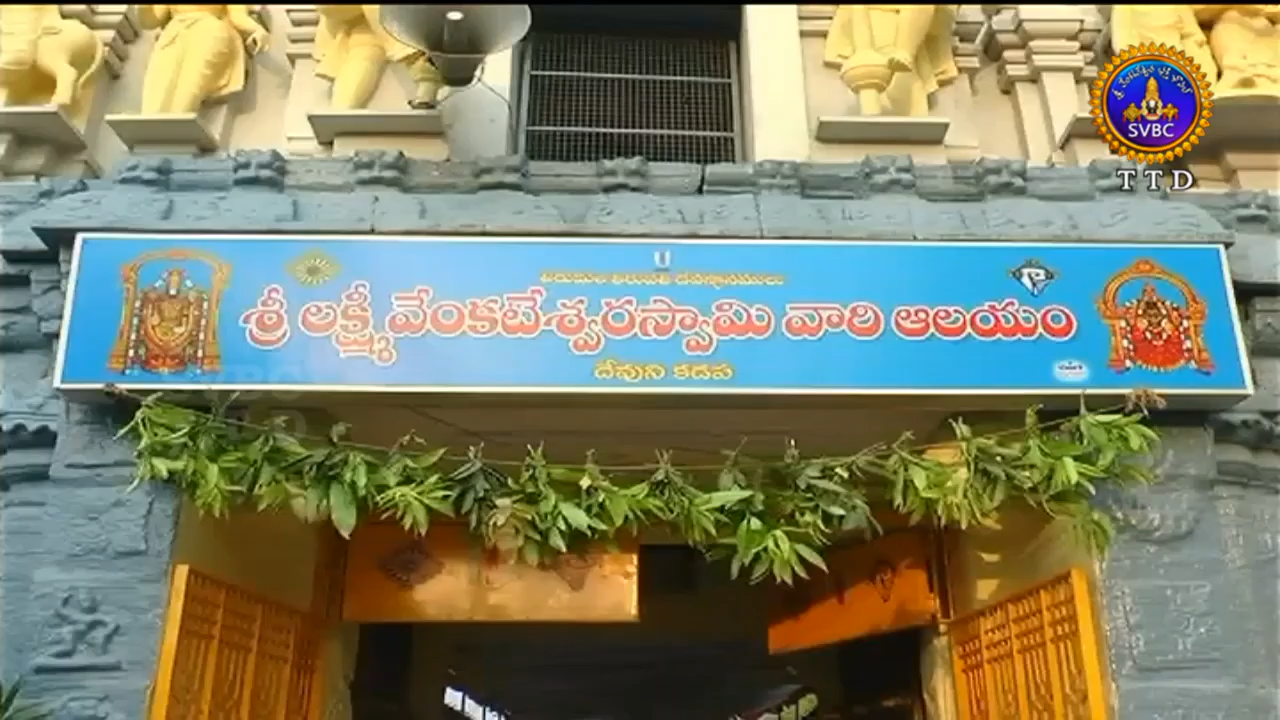 SVBC
TTD
తిరుమల తిరుపతి దేవస్థానములు
శ్రీ లక్ష్మీ వేంకటేశ్వరస్వామి వారి ఆలయం
దేవుని కడప